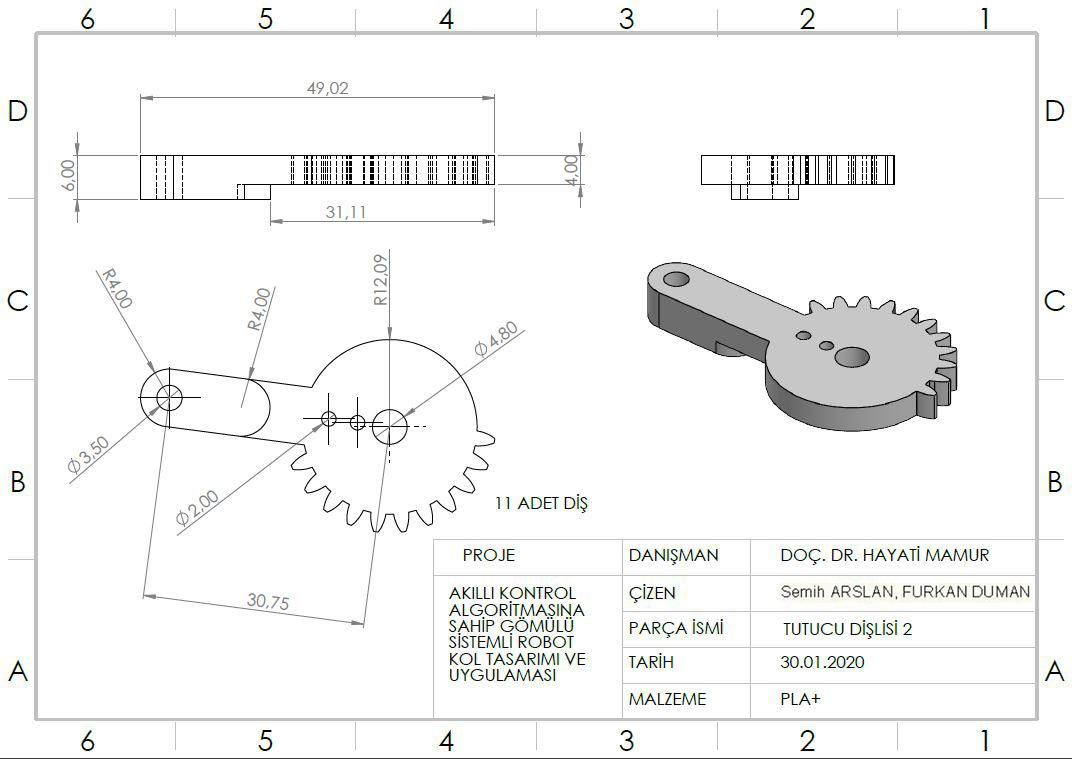 6 5 4 3 2 1
D D
49,02
6,00
4,00
31,11
C C
R4,00
R4,00
R12,09
Ø4,80
Ø3,50
Ø2,00
B B
11 ADET DİŞ
30,75
PROJE
AKILLI KONTROL
ALGORİTMASINA
SAHİP GÖMÜLÜ
SİSTEMLİ ROBOT
KOL TASARIMI VE
UYGULAMASI
DANIŞMAN DOÇ. DR. HAYATİ MAMUR
ÇİZEN Semih ARSLAN, FURKAN DUMAN
PARÇA İSMİ TUTUCU DİŞLİSİ 2
TARİH 30.01.2020
MALZEME PLA+
A A
6 5 4 3 2 1